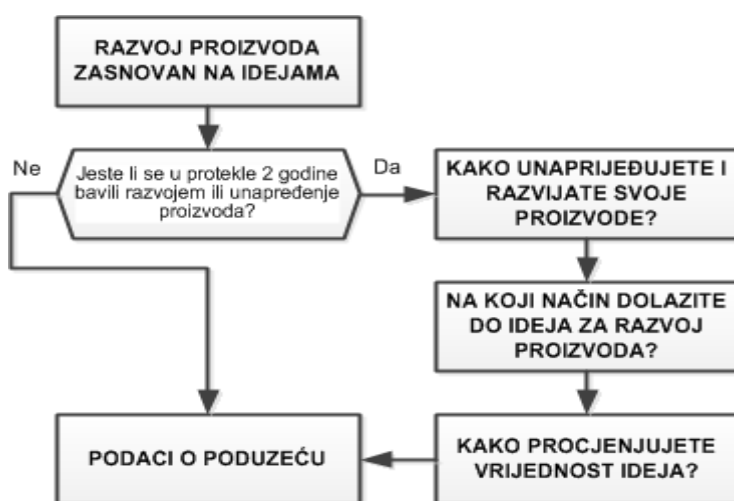 RAZVOJ PROIZVODA
ZASNOVAN NA IDEJAMA
Ne
Jeste li se u protekle 2 godine
bavili razvojem ili unapređenje
proizvoda?
Da
KAKO UNAPRIJEĐUJETE I
RAZVIJATE SVOJE
PROIZVODE?
NA KOJI NAČIN DOLAZITE
DO IDEJA ZA RAZVOJ
PROIZVODA?
KAKO PROCJENJUJETE
VRIJEDNOST IDEJA?
PODACI O PODUZEĆU